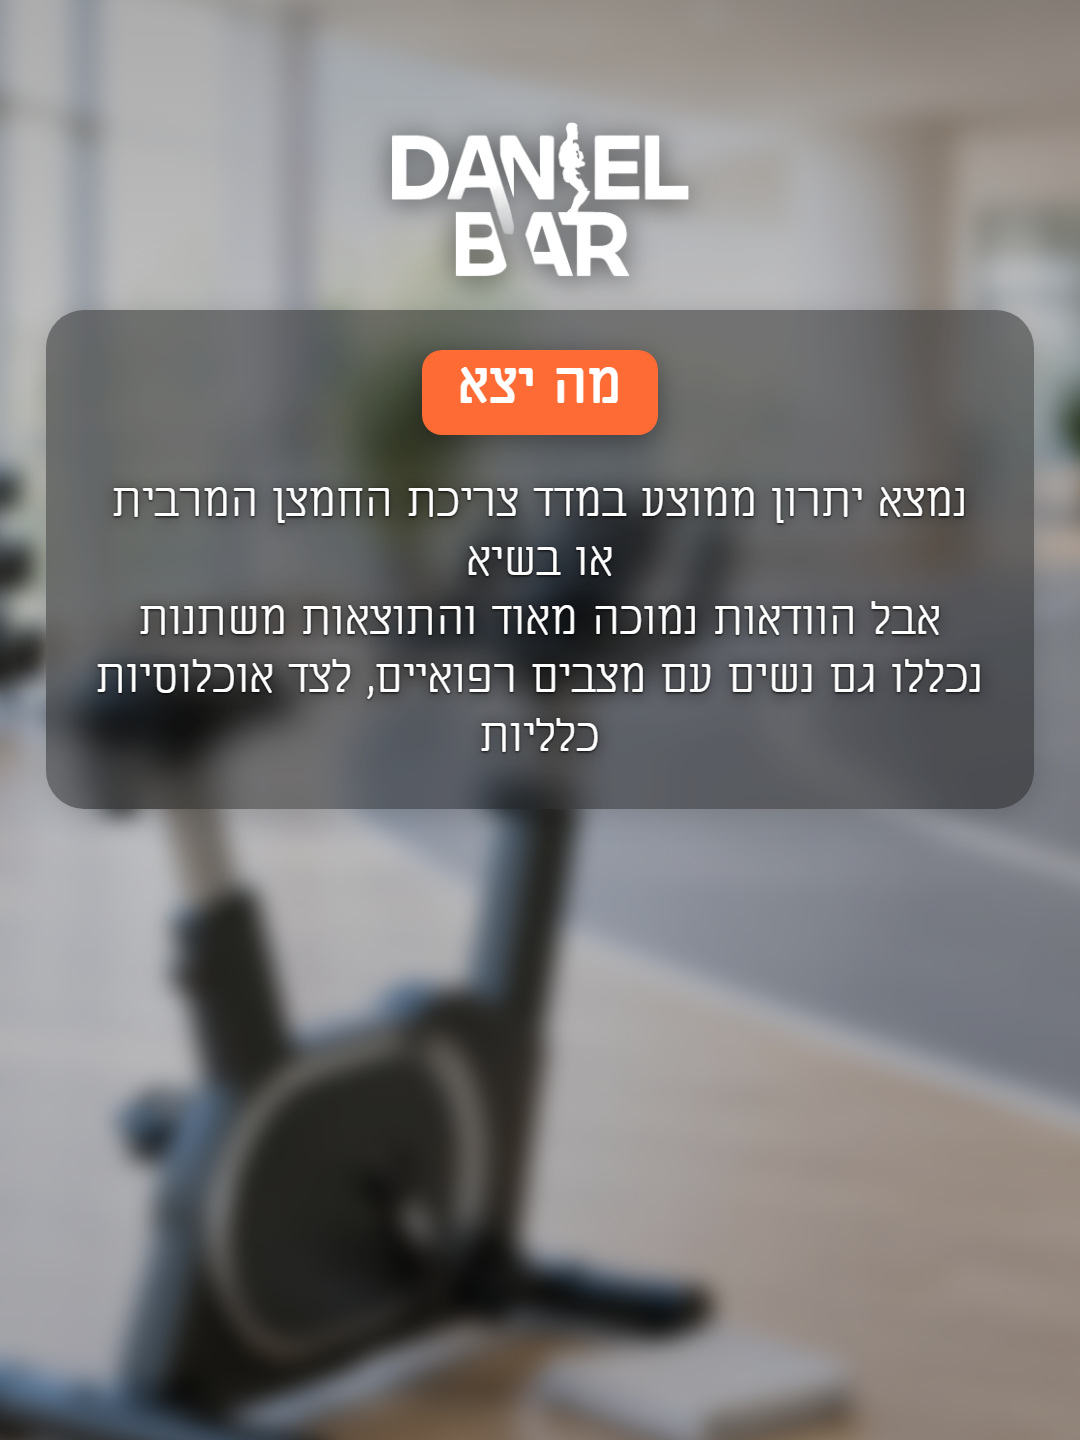 DANIEL
BAR
מה יצא
נמצא יתרון ממוצע במדד צריכת החמצן המרבית
או בשיא
אבל הוודאות נמוכה מאוד והתוצאות משתנות
נכללו גם נשים עם מצבים רפואיים, לצד אוכלוסיות
כלליות